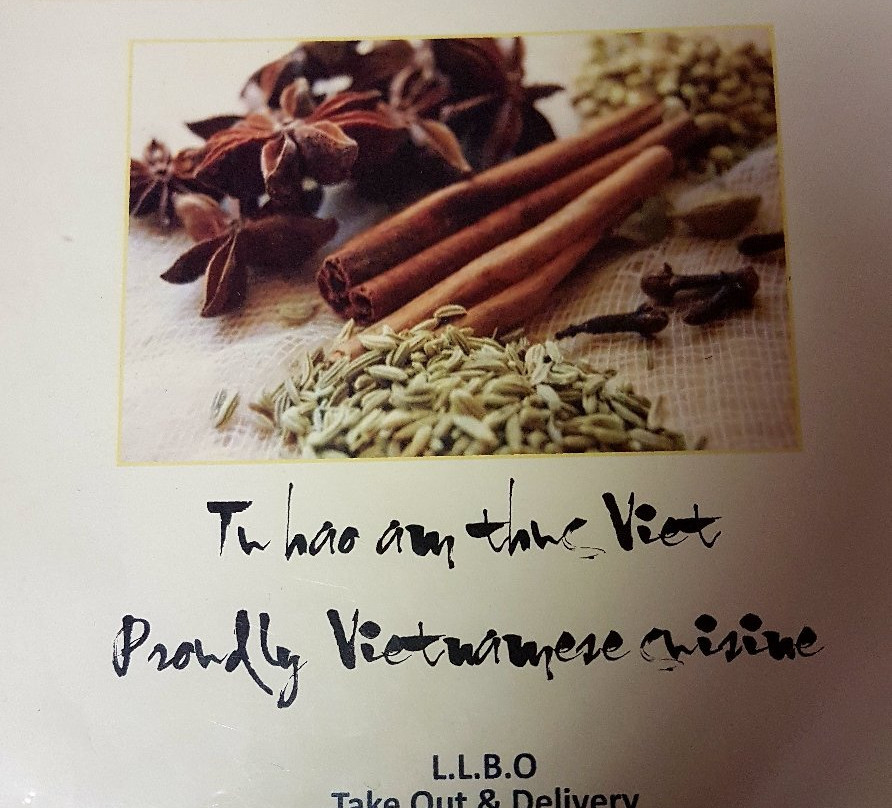 Tu hao am thuc Viet
Proudly Vietnamese cuisine
L.L.B.O
Take Out & Delivery